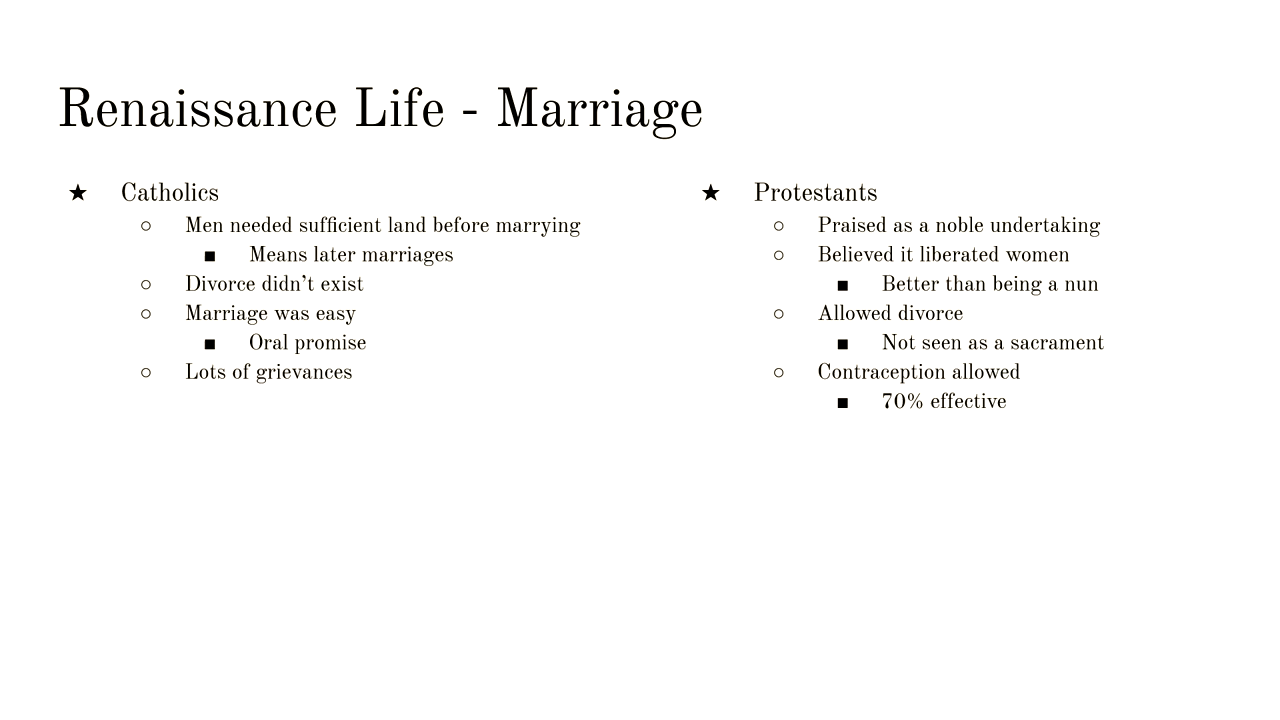 Renaissance Life - Marriage
★ Catholics
○ Men needed sufficient land before marrying
■ Means later marriages
○ Divorce didn’t exist
○ Marriage was easy
■ Oral promise
○ Lots of grievances
★ Protestants
○ Praised as a noble undertaking
○ Believed it liberated women
■ Better than being a nun
○ Allowed divorce
■ Not seen as a sacrament
○ Contraception allowed
■ 70% effective